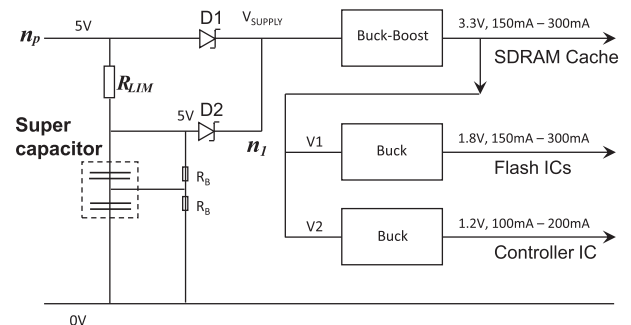 5V
D1
V_SUPPLY
Buck-Boost
3.3V, 150mA – 300mA
n_p
SDRAM Cache
R_LIM
5V
D2
n_1
Super
capacitor
R_B
R_B
V1
Buck
1.8V, 150mA – 300mA
Flash ICs
V2
Buck
1.2V, 100mA – 200mA
Controller IC
0V